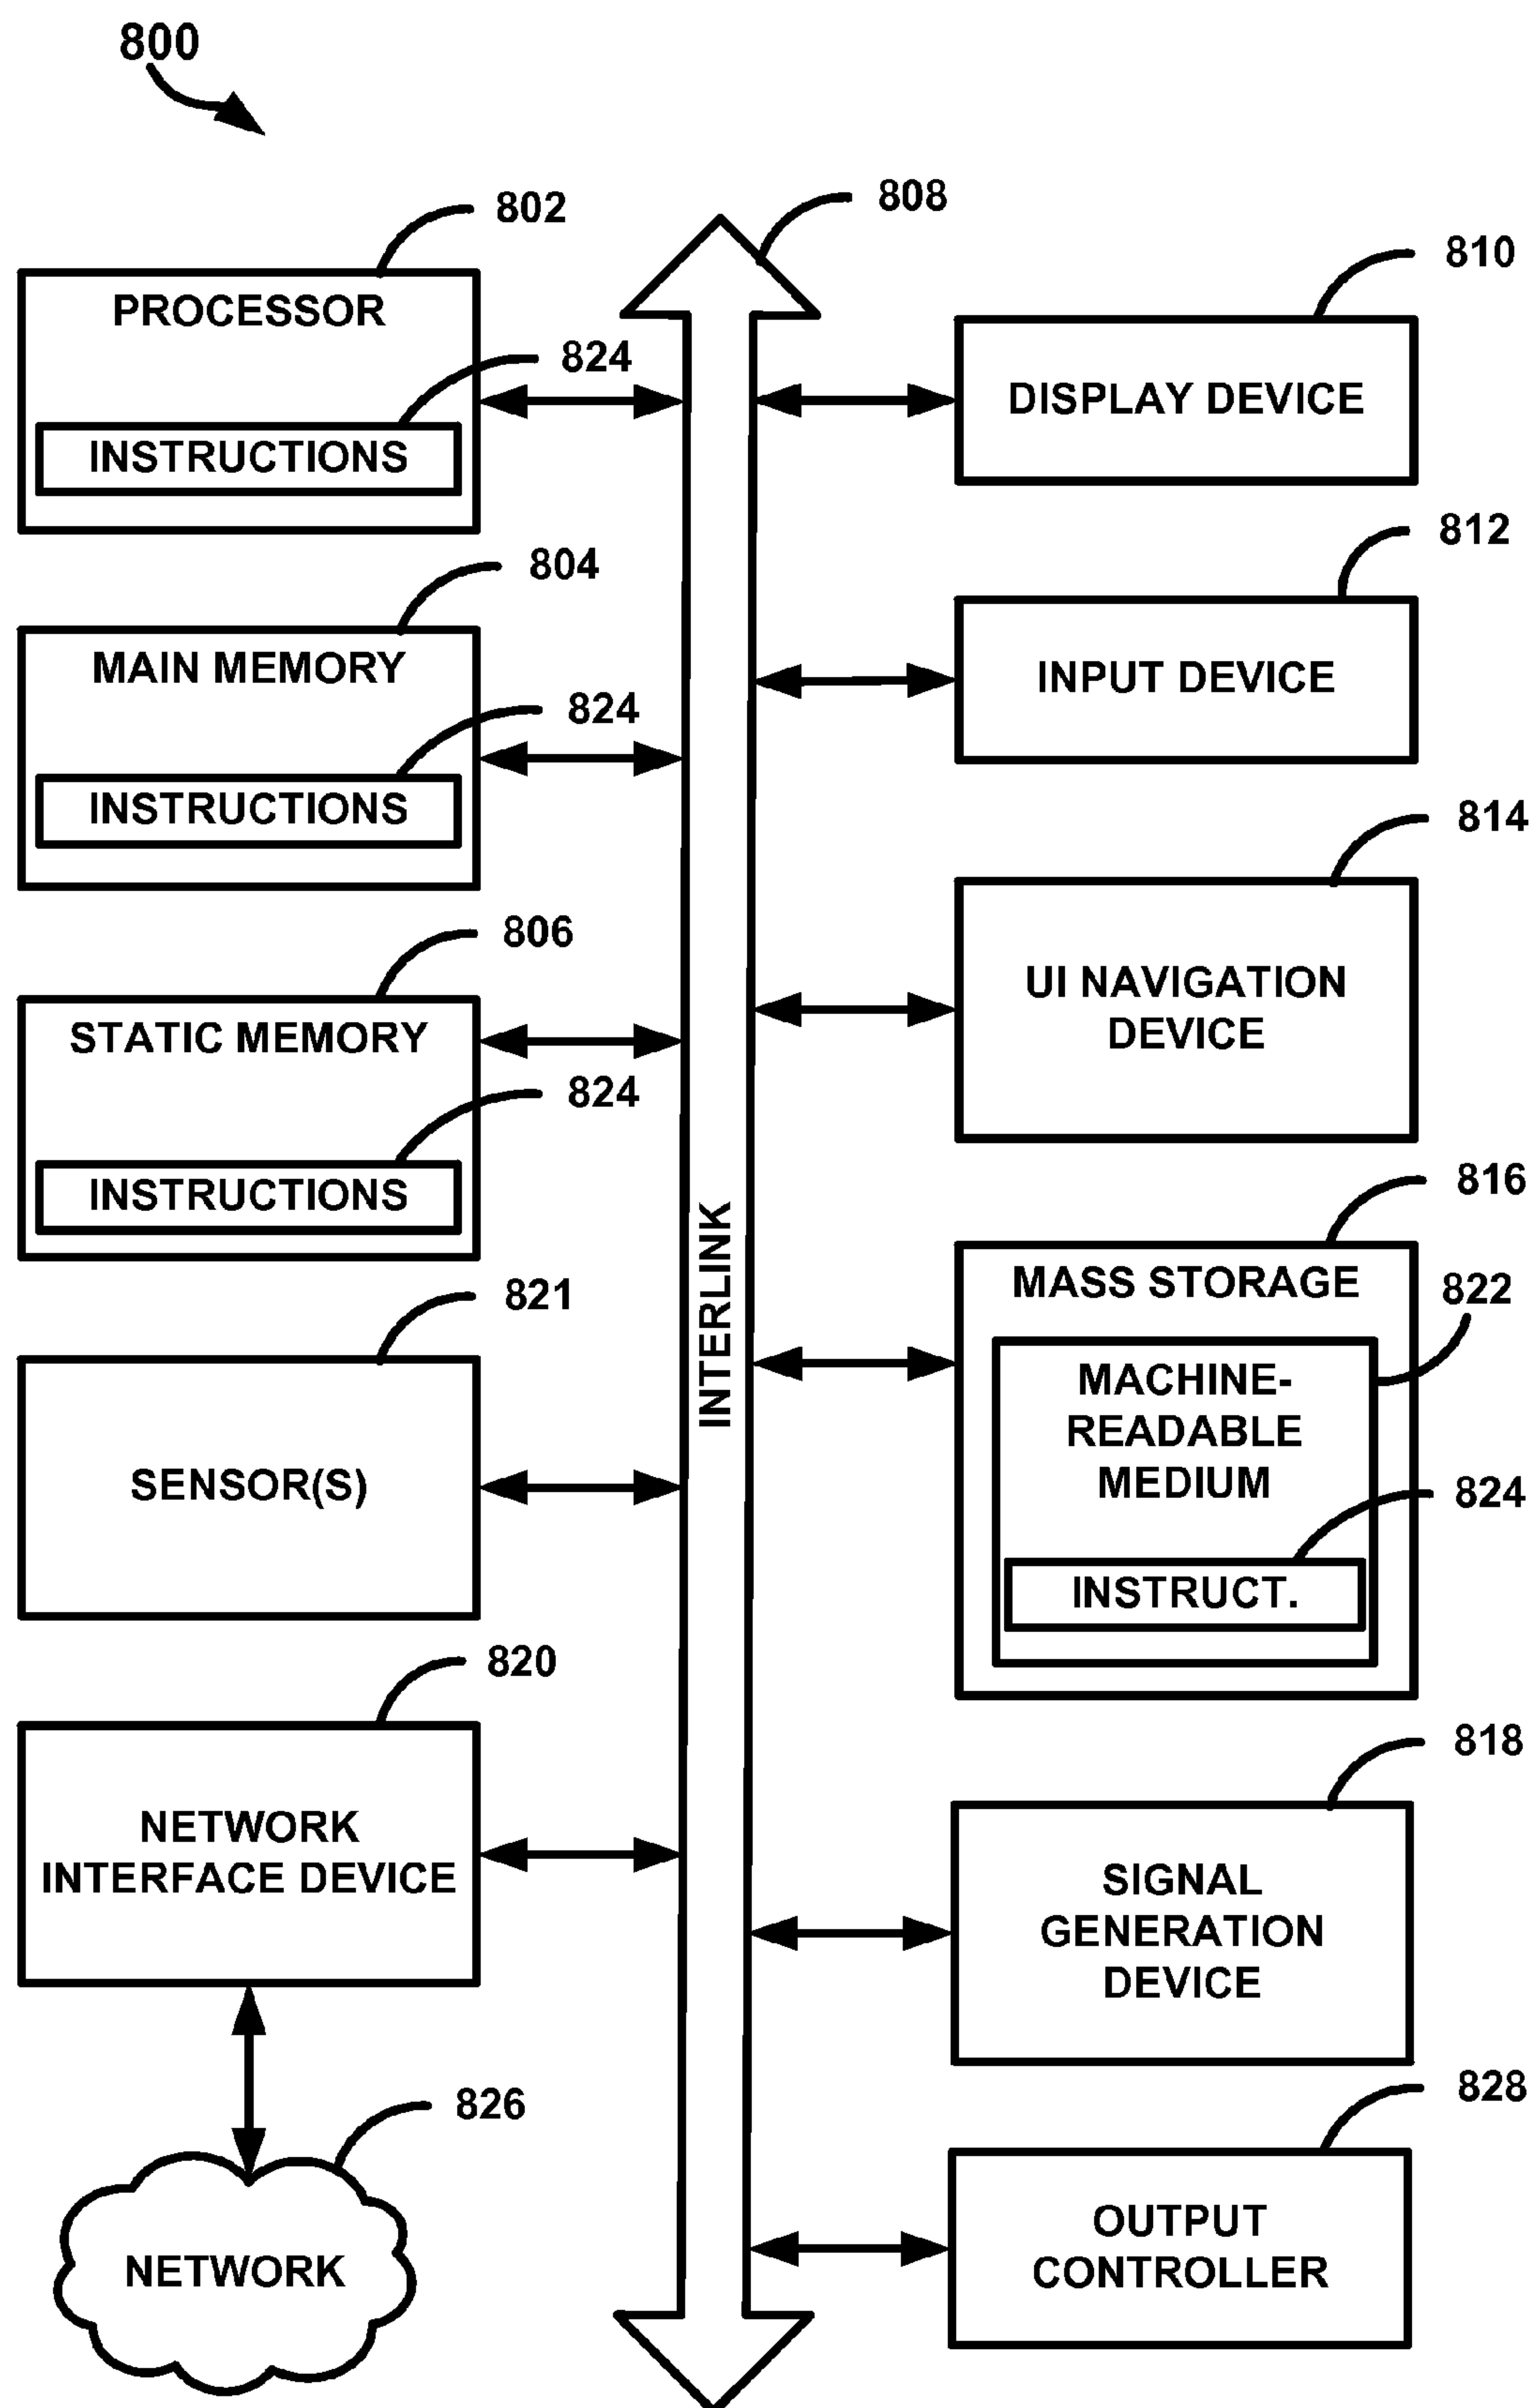 800
802
PROCESSOR
824
INSTRUCTIONS
804
MAIN MEMORY
824
INSTRUCTIONS
806
STATIC MEMORY
824
INSTRUCTIONS
821
SENSOR(S)
820
NETWORK
INTERFACE DEVICE
826
NETWORK
808
INTERLINK
810
DISPLAY DEVICE
812
INPUT DEVICE
814
UI NAVIGATION
DEVICE
816
MASS STORAGE
822
MACHINE-
READABLE
MEDIUM
824
INSTRUCT.
818
SIGNAL
GENERATION
DEVICE
828
OUTPUT
CONTROLLER